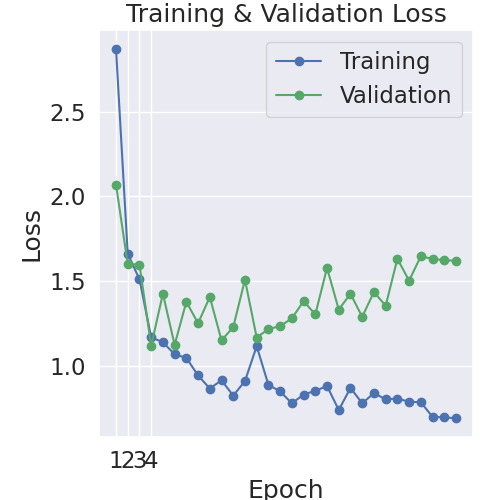 Training & Validation Loss
Training
Validation
2.5
2.0
1.5
1.0
Loss
1234
Epoch